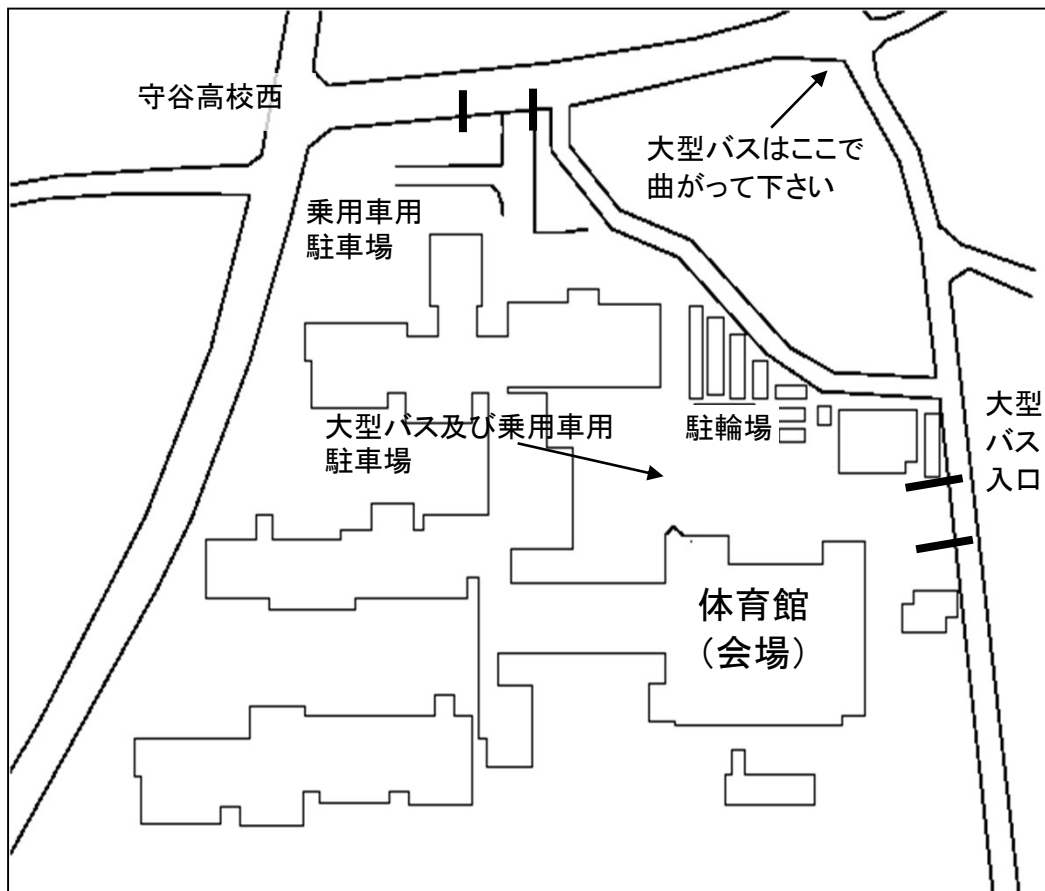 守谷高校西
大型バスはここで
曲がって下さい
乗用車用
駐車場
大型バス及び乗用車用
駐車場
駐輪場
大型
バス
入口
体育館
（会場）